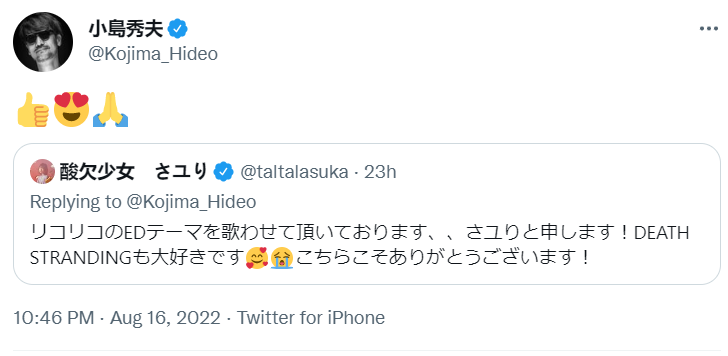 小島秀夫
@Kojima_Hideo
👍😍🙏
酸欠少女　さユり @taltalasuka · 23h
Replying to @Kojima_Hideo
リコリコのEDテーマを歌わせて頂いております、、さユりと申します！DEATH
STRANDINGも大好きです🥰😭こちらこそありがとうございます！
10:46 PM · Aug 16, 2022 · Twitter for iPhone